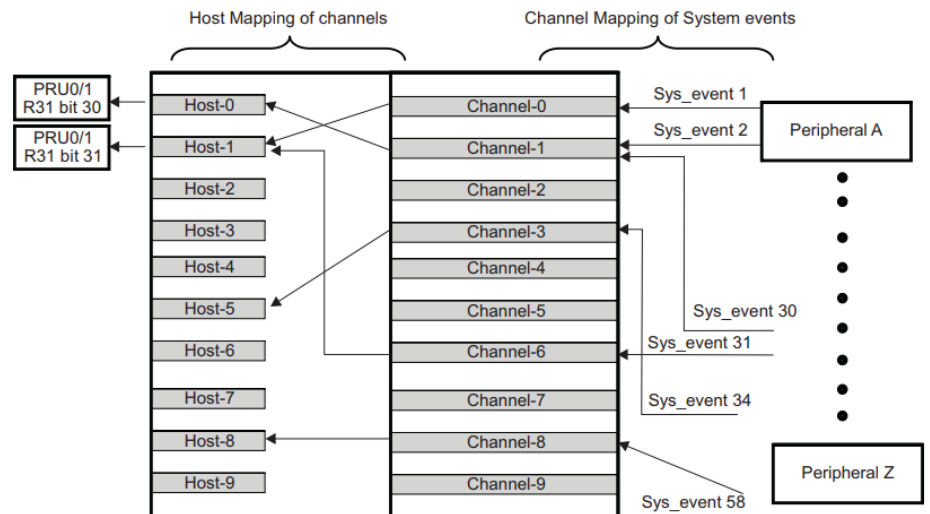 Host Mapping of channels
Channel Mapping of System events
PRU0/1
R31 bit 30
PRU0/1
R31 bit 31
Host-0
Host-1
Host-2
Host-3
Host-4
Host-5
Host-6
Host-7
Host-8
Host-9
Channel-0
Channel-1
Channel-2
Channel-3
Channel-4
Channel-5
Channel-6
Channel-7
Channel-8
Channel-9
Sys_event 1
Sys_event 2
Sys_event 30
Sys_event 31
Sys_event 34
Sys_event 58
Peripheral A
Peripheral Z